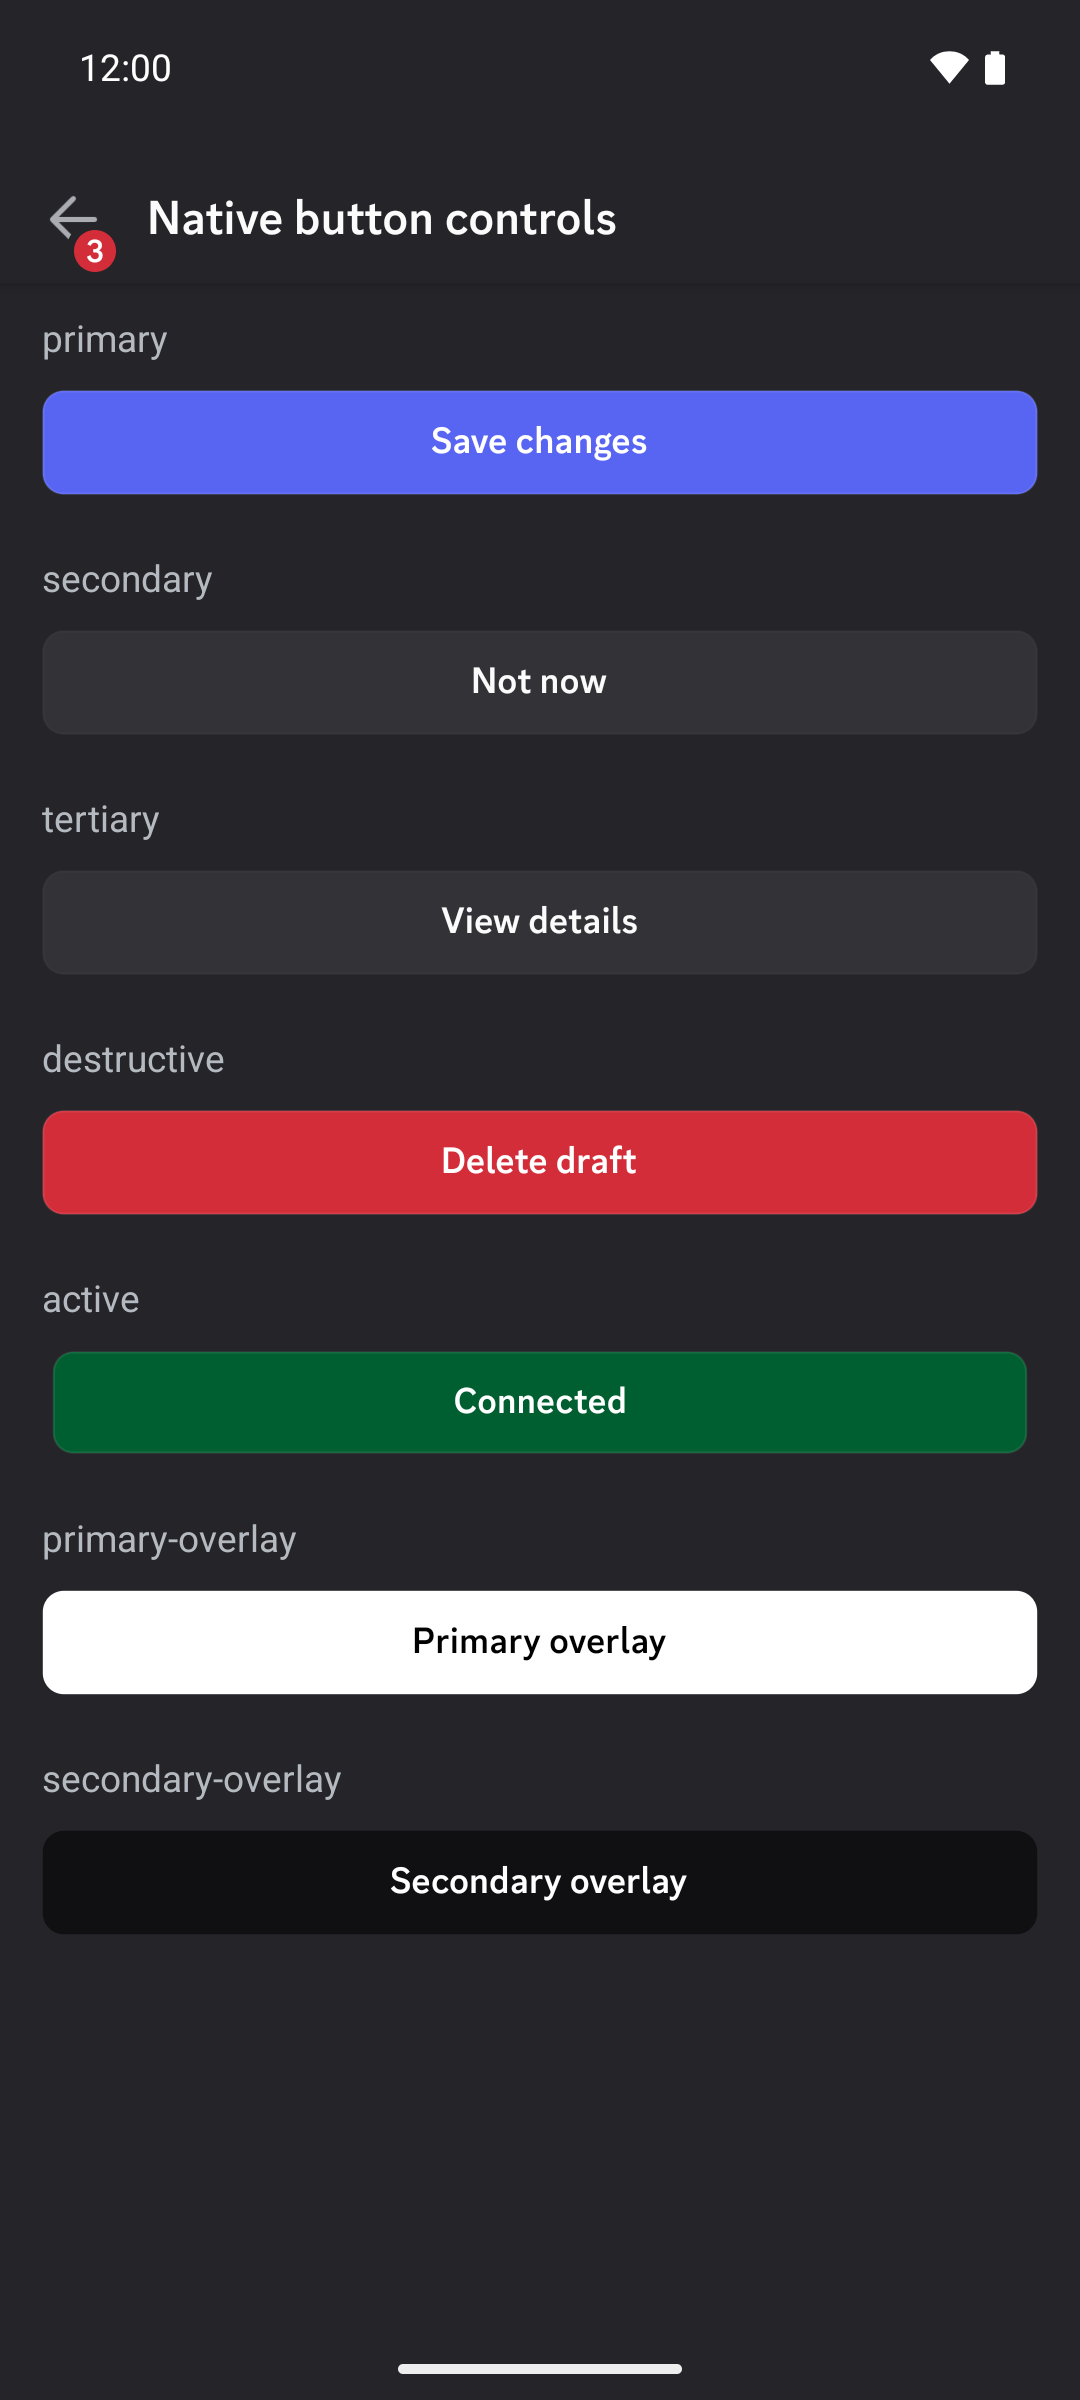 12:00
3
Native button controls
primary
Save changes
secondary
Not now
tertiary
View details
destructive
Delete draft
active
Connected
primary-overlay
Primary overlay
secondary-overlay
Secondary overlay